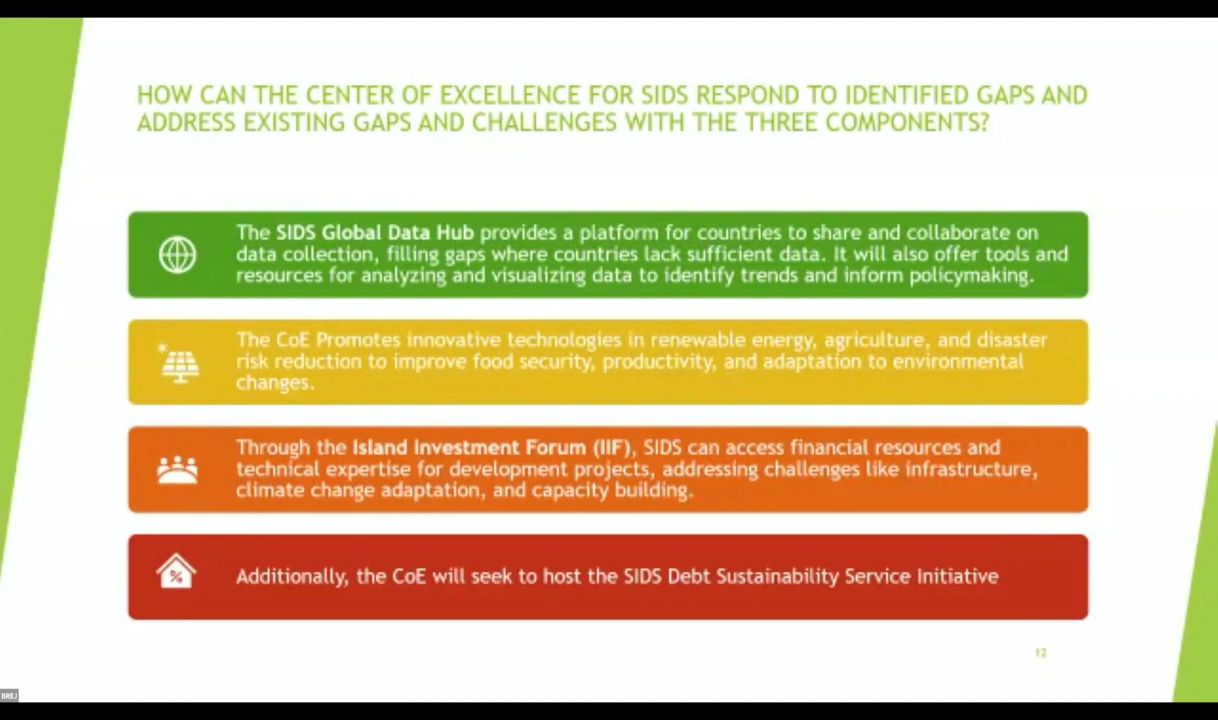 HOW CAN THE CENTER OF EXCELLENCE FOR SIDS RESPOND TO IDENTIFIED GAPS AND
ADDRESS EXISTING GAPS AND CHALLENGES WITH THE THREE COMPONENTS?
The SIDS Global Data Hub provides a platform for countries to share and collaborate on
data collection, filling gaps where countries lack sufficient data. It will also offer tools and
resources for analyzing and visualizing data to identify trends and inform policymaking.
The CoE Promotes innovative technologies in renewable energy, agriculture, and disaster
risk reduction to improve food security, productivity, and adaptation to environmental
changes.
Through the Island Investment Forum (IIF), SIDS can access financial resources and
technical expertise for development projects, addressing challenges like infrastructure,
climate change adaptation, and capacity building.
%
Additionally, the CoE will seek to host the SIDS Debt Sustainability Service Initiative
12
BREJ